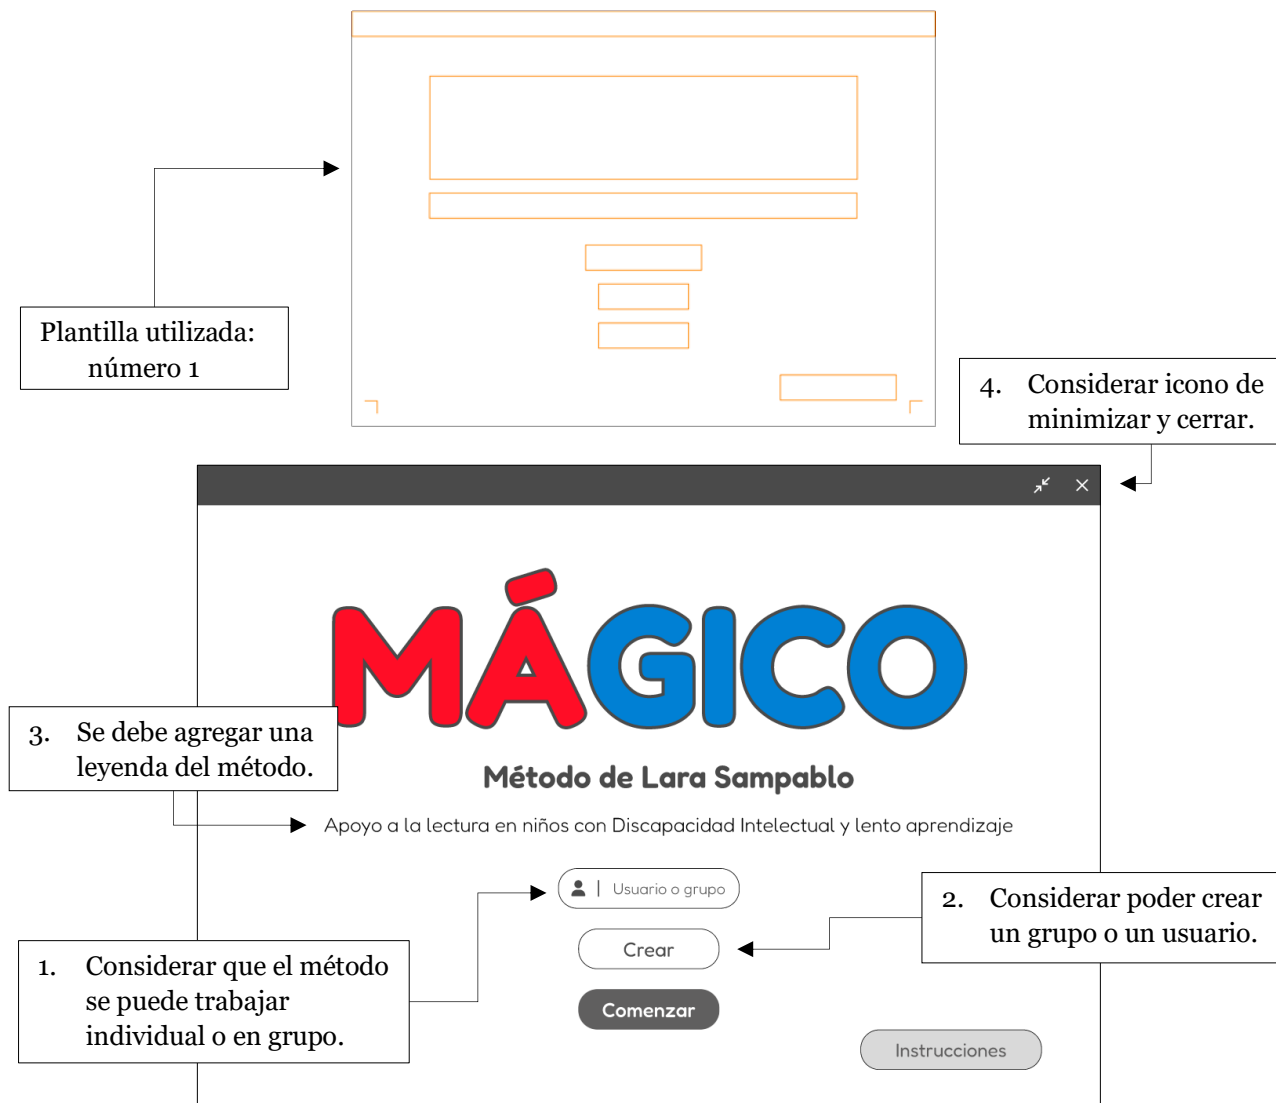 Plantilla utilizada:
número 1
4. Considerar icono de
minimizar y cerrar.
MÁGICO
3. Se debe agregar una
leyenda del método.
Método de Lara Sampablo
Apoyo a la lectura en niños con Discapacidad Intelectual y lento aprendizaje
Usuario o grupo
2. Considerar poder crear
un grupo o un usuario.
Crear
1. Considerar que el método
se puede trabajar
individual o en grupo.
Comenzar
Instrucciones